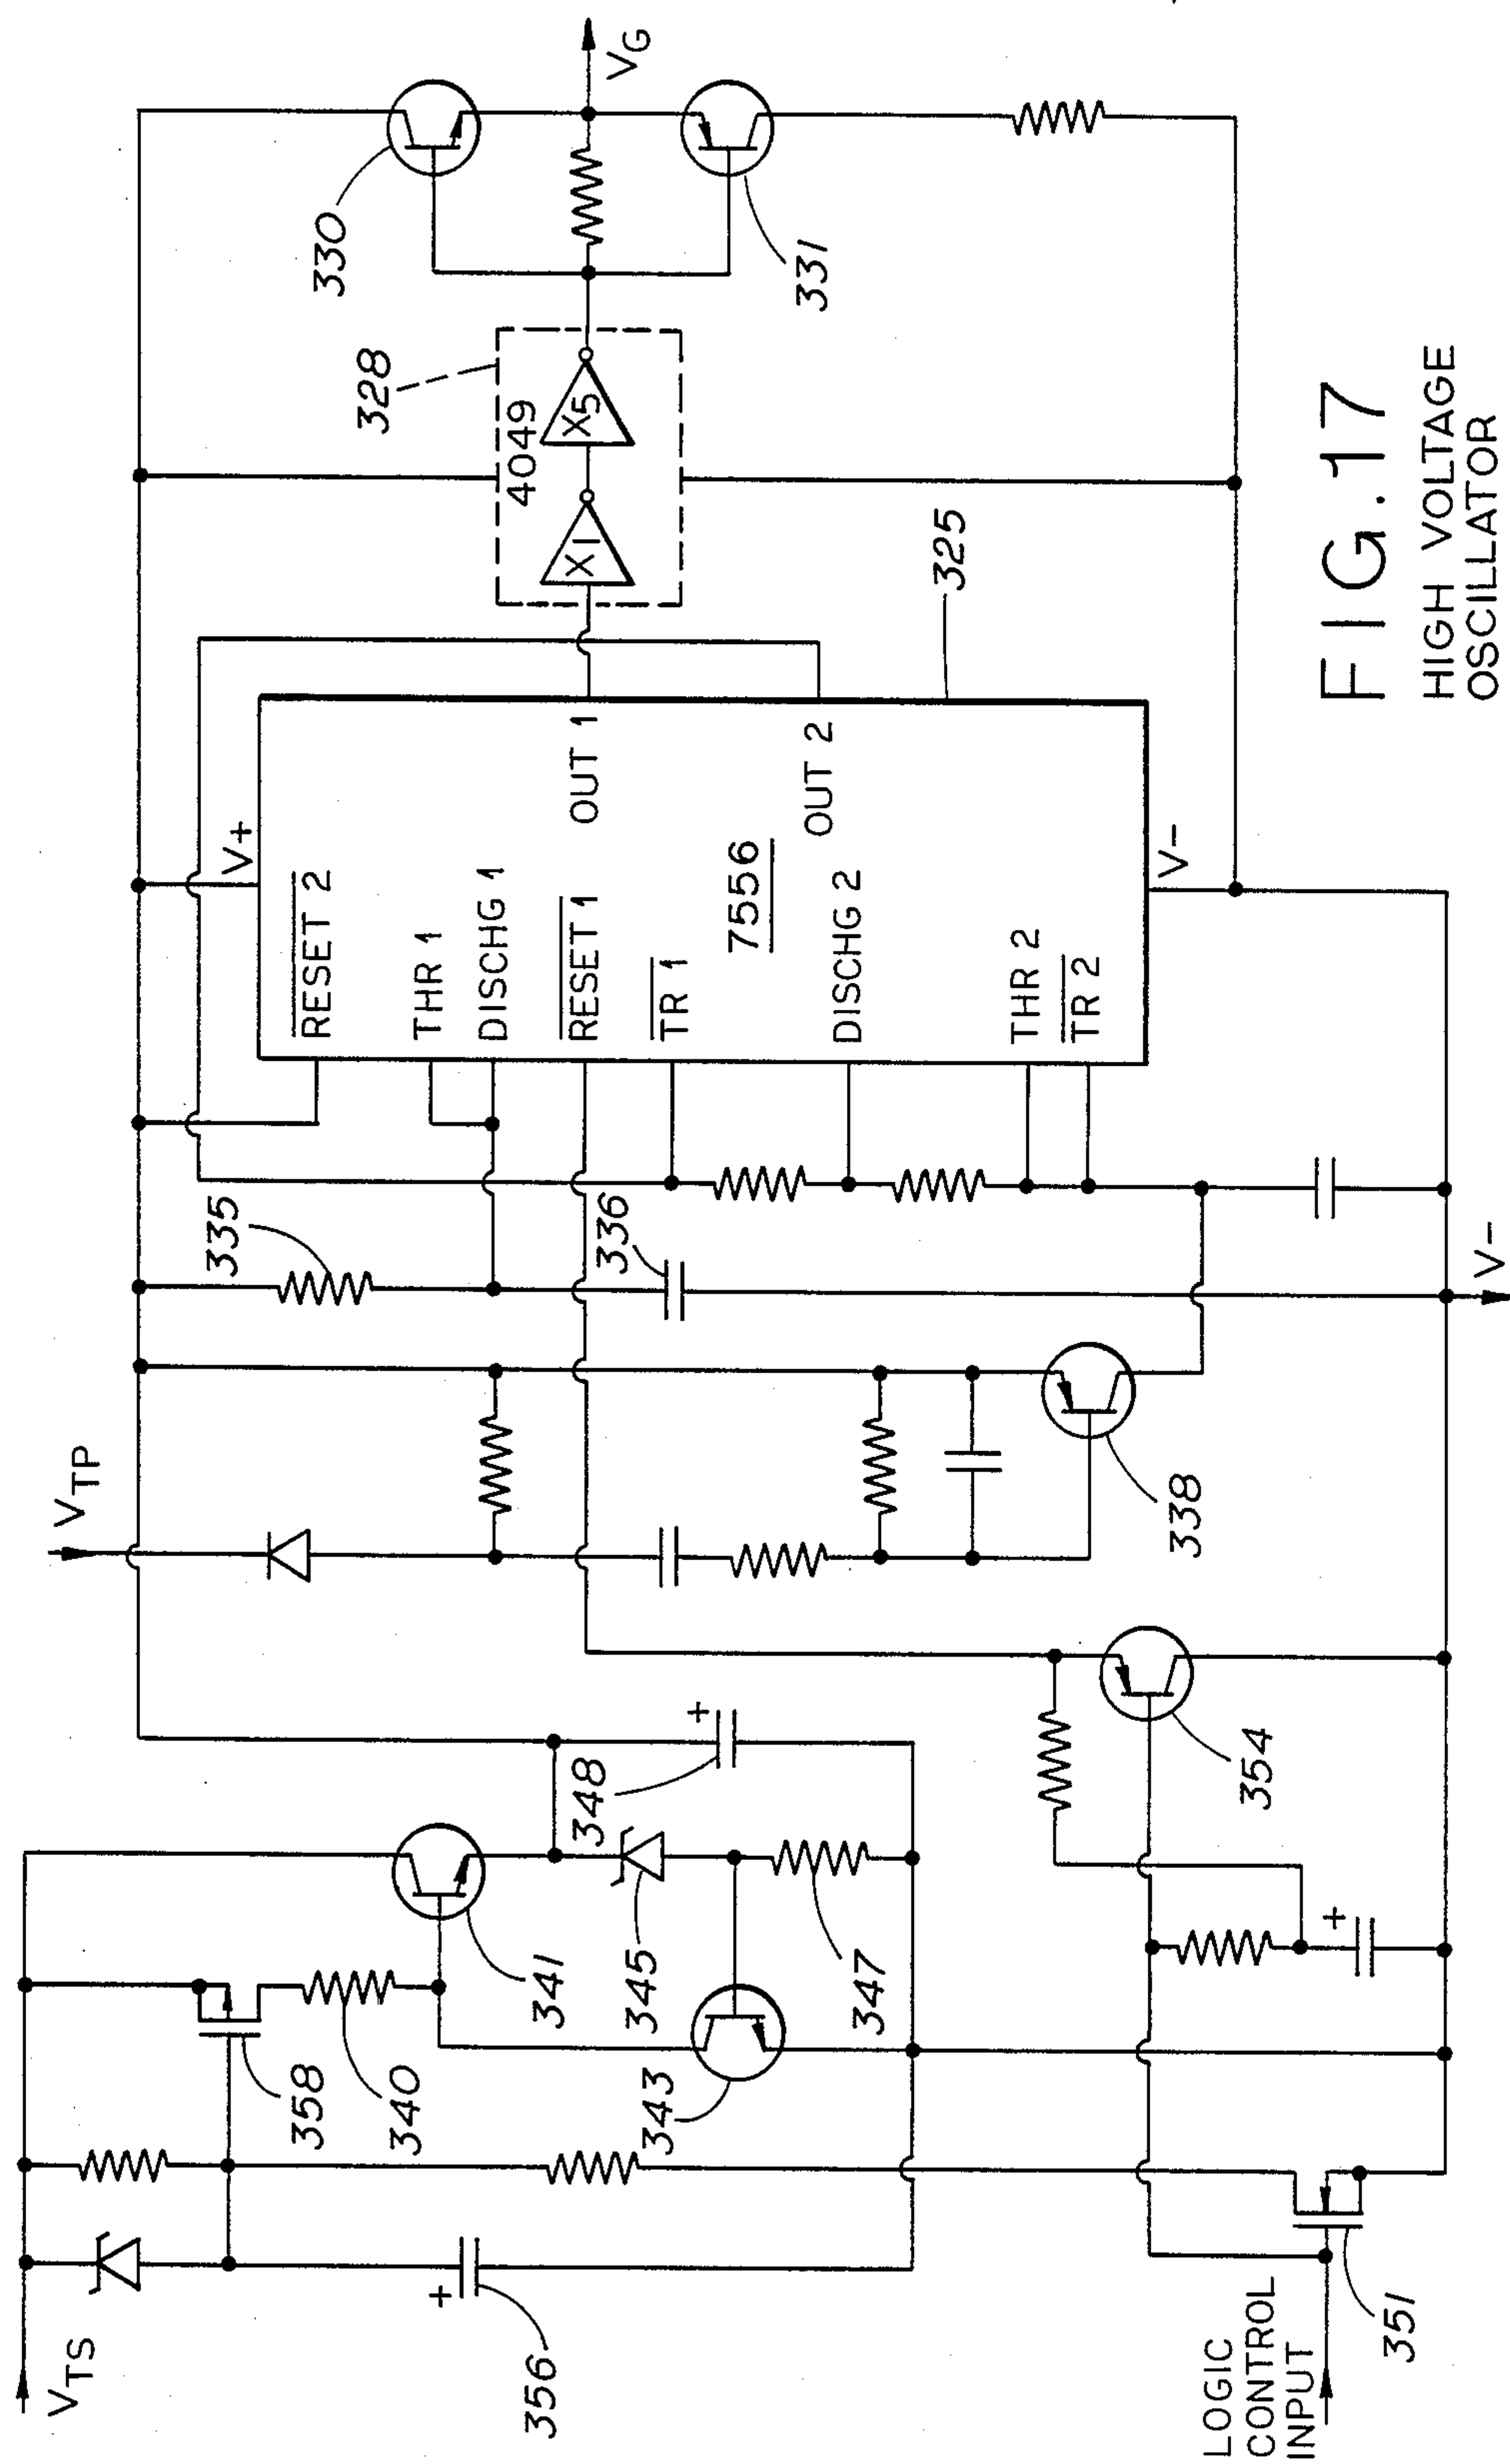 V_TS
LOGIC
CONTROL
INPUT
+
356
358
340
343
351
341
345
347
+
348
+
354
V_TP
338
335
336
V+
RESET 2
THR 1
DISCHG 1
RESET 1
TR 1
7556
DISCHG 2
THR 2
TR 2
OUT 1
OUT 2
V-
V-
325
328
4049
X1
X5
330
331
V_G
FIG.17
HIGH VOLTAGE
OSCILLATOR